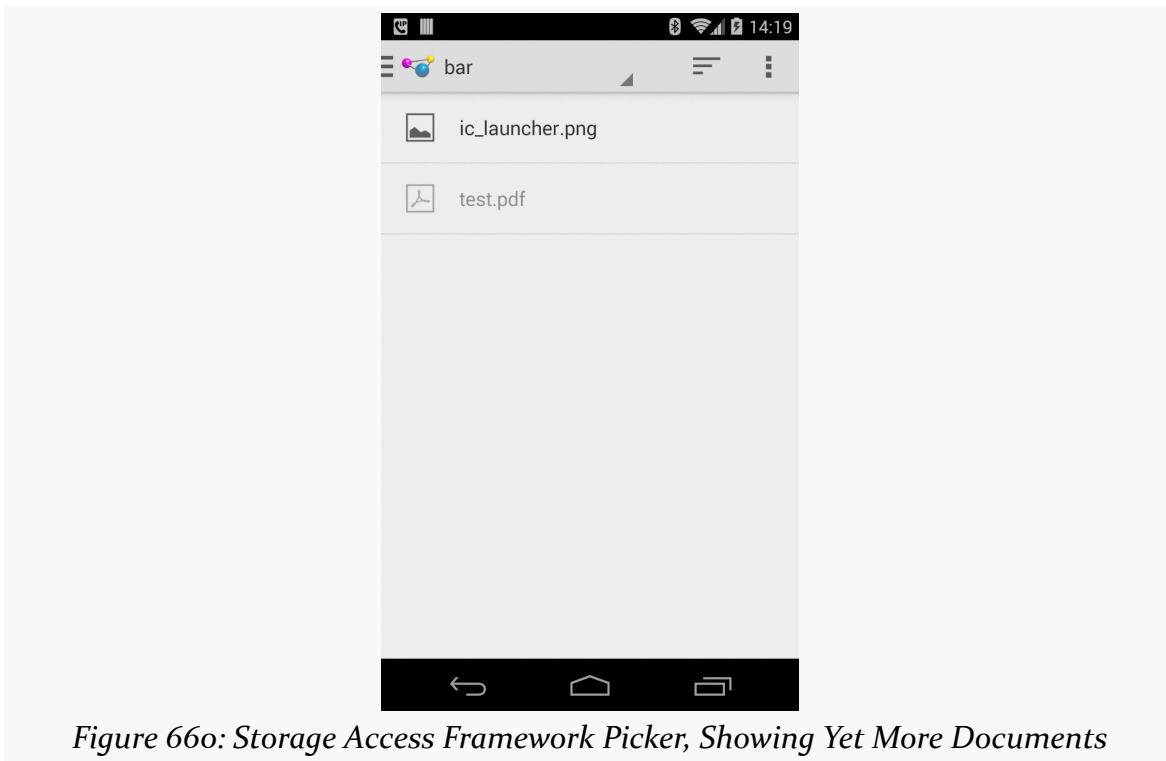 14:19
bar
ic_launcher.png
test.pdf
Figure 660: Storage Access Framework Picker, Showing Yet More Documents